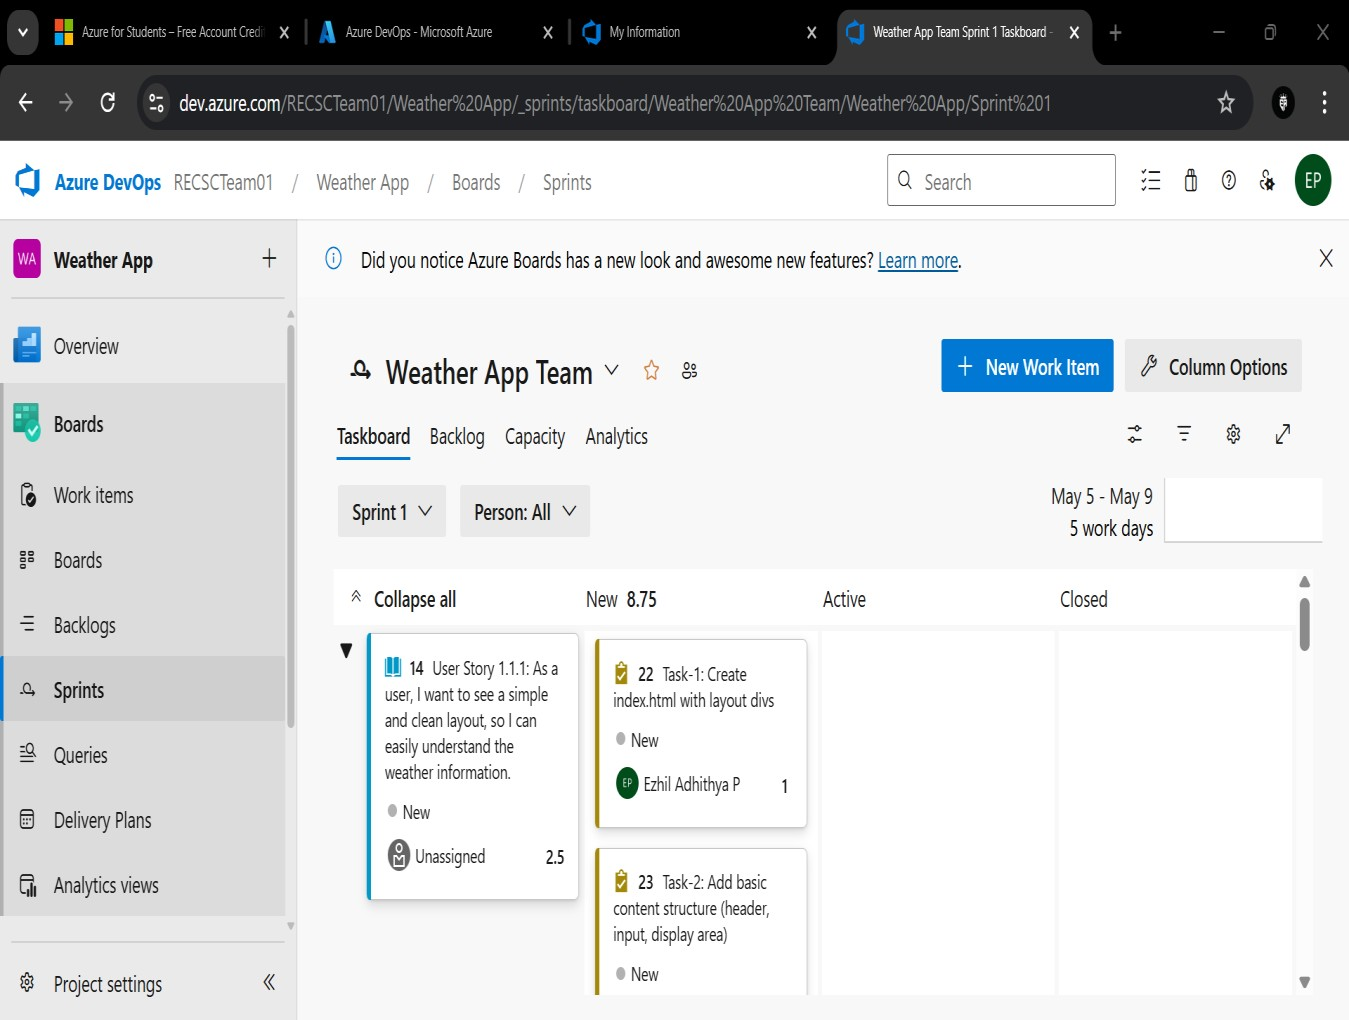 Azure for Students – Free Account Credi
Azure DevOps - Microsoft Azure
My Information
Weather App Team Sprint 1 Taskboard -
dev.azure.com/RECSCTeam01/Weather%20App/_sprints/taskboard/Weather%20App%20Team/Weather%20App/Sprint%201
Azure DevOps RECSCTeam01 / Weather App / Boards / Sprints
Search
EP
WA Weather App
Did you notice Azure Boards has a new look and awesome new features? Learn more.
Overview
Boards
Work items
Boards
Backlogs
Sprints
Queries
Delivery Plans
Analytics views
Project settings
Weather App Team
New Work Item
Column Options
Taskboard Backlog Capacity Analytics
Sprint 1
Person: All
May 5 - May 9
5 work days
Collapse all
New 8.75
Active
Closed
14 User Story 1.1.1: As a
user, I want to see a simple
and clean layout, so I can
easily understand the
weather information.
New
Unassigned 2.5
22 Task-1: Create
index.html with layout divs
New
EP Ezhil Adhithya P 1
23 Task-2: Add basic
content structure (header,
input, display area)
New